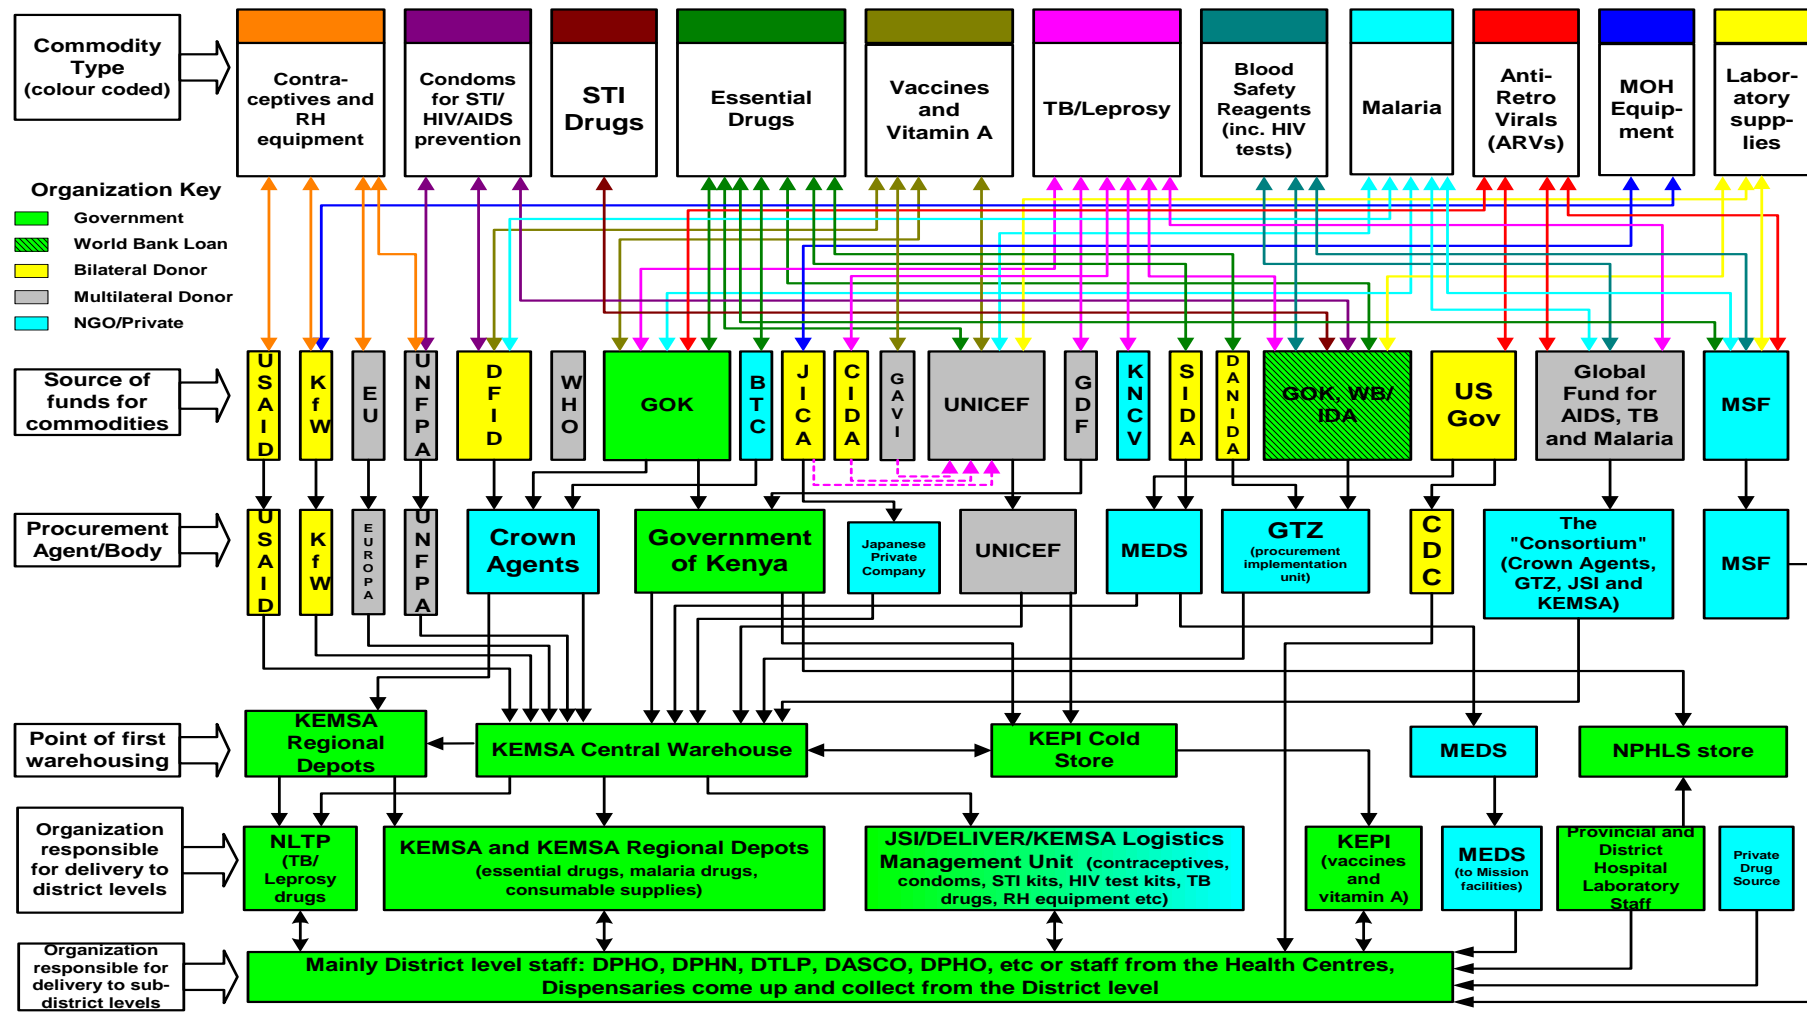 Commodity
Type
(colour coded)
Contra-
ceptives and
RH
equipment
Condoms
for STI/
HIV/AIDS
prevention
STI
Drugs
Essential
Drugs
Vaccines
and
Vitamin A
TB/Leprosy
Blood
Safety
Reagents
(inc. HIV
tests)
Malaria
Anti-
Retro
Virals
(ARVs)
MOH
Equip-
ment
Labor-
atory
supp-
lies
Organization Key
Government
World Bank Loan
Bilateral Donor
Multilateral Donor
NGO/Private
Source of
funds for
commodities
USAID
KfW
EU
UNFPA
DFID
WHO
GOK
BTC
JICA
CIDA
GAVI
UNICEF
GDF
KNCV
SIDA
DANIDA
GOK, WB/
IDA
US
Gov
Global
Fund for
AIDS, TB
and Malaria
MSF
Procurement
Agent/Body
USAID
KfW
EUROPA
UNFPA
Crown
Agents
Government
of Kenya
Japanese
Private
Company
UNICEF
MEDS
GTZ
(procurement
implementation
unit)
CDC
The
"Consortium"
(Crown Agents,
GTZ, JSI and
KEMSA)
MSF
Point of first
warehousing
KEMSA
Regional
Depots
KEMSA Central Warehouse
KEPI Cold
Store
MEDS
NPHLS store
Organization
responsible
for delivery to
district levels
NLTP
(TB/
Leprosy
drugs
KEMSA and KEMSA Regional Depots
(essential drugs, malaria drugs,
consumable supplies)
JSI/DELIVER/KEMSA Logistics
Management Unit (contraceptives,
condoms, STI kits, HIV test kits, TB
drugs, RH equipment etc)
KEPI
(vaccines
and
vitamin A)
MEDS
(to Mission
facilities)
Provincial and
District
Hospital
Laboratory
Staff
Private
Drug
Source
Organization
responsible for
delivery to sub-
district levels
Mainly District level staff: DPHO, DPHN, DTLP, DASCO, DPHO, etc or staff from the Health Centres,
Dispensaries come up and collect from the District level